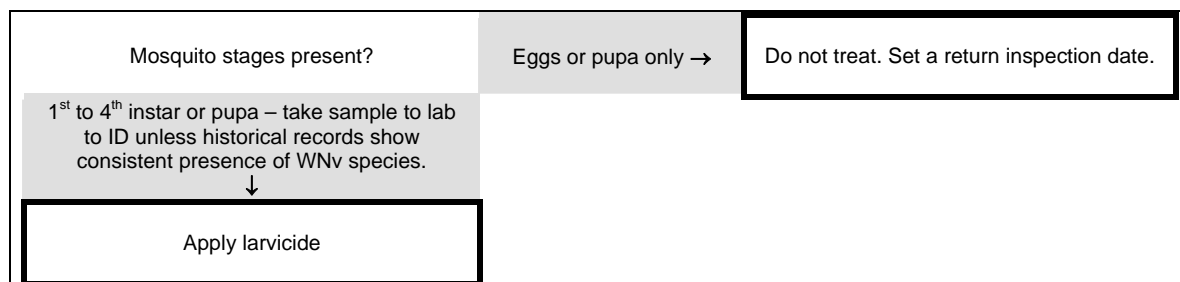 Mosquito stages present?
Eggs or pupa only →
Do not treat. Set a return inspection date.
1st to 4th instar or pupa – take sample to lab
to ID unless historical records show
consistent presence of WNv species.
↓
Apply larvicide